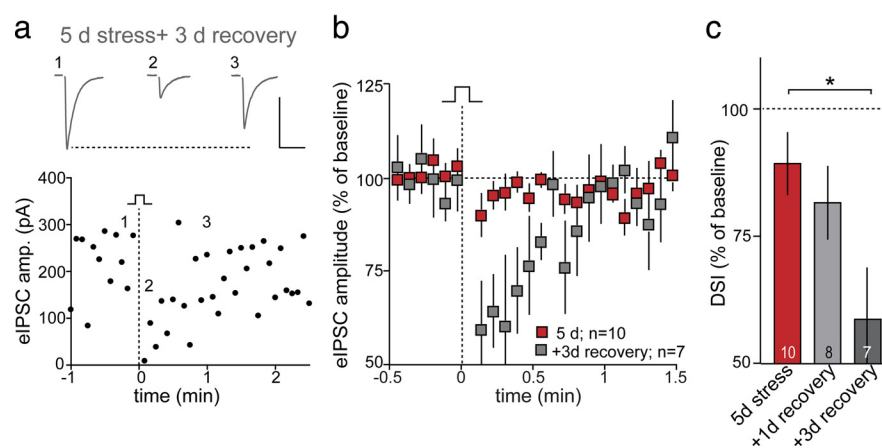 a
5 d stress+ 3 d recovery
1 2 3
eIPSC amp. (pA)
400
300
200
100
0
1 3
2
-1 0 1 2
time (min)
b
eIPSC amplitude (% of baseline)
125
100
75
50
5 d; n=10
+3d recovery; n=7
-0.5 0 0.5 1.0 1.5
time (min)
c
*
DSI (% of baseline)
100
75
50
10 8 7
5d stress
+1d recovery
+3d recovery